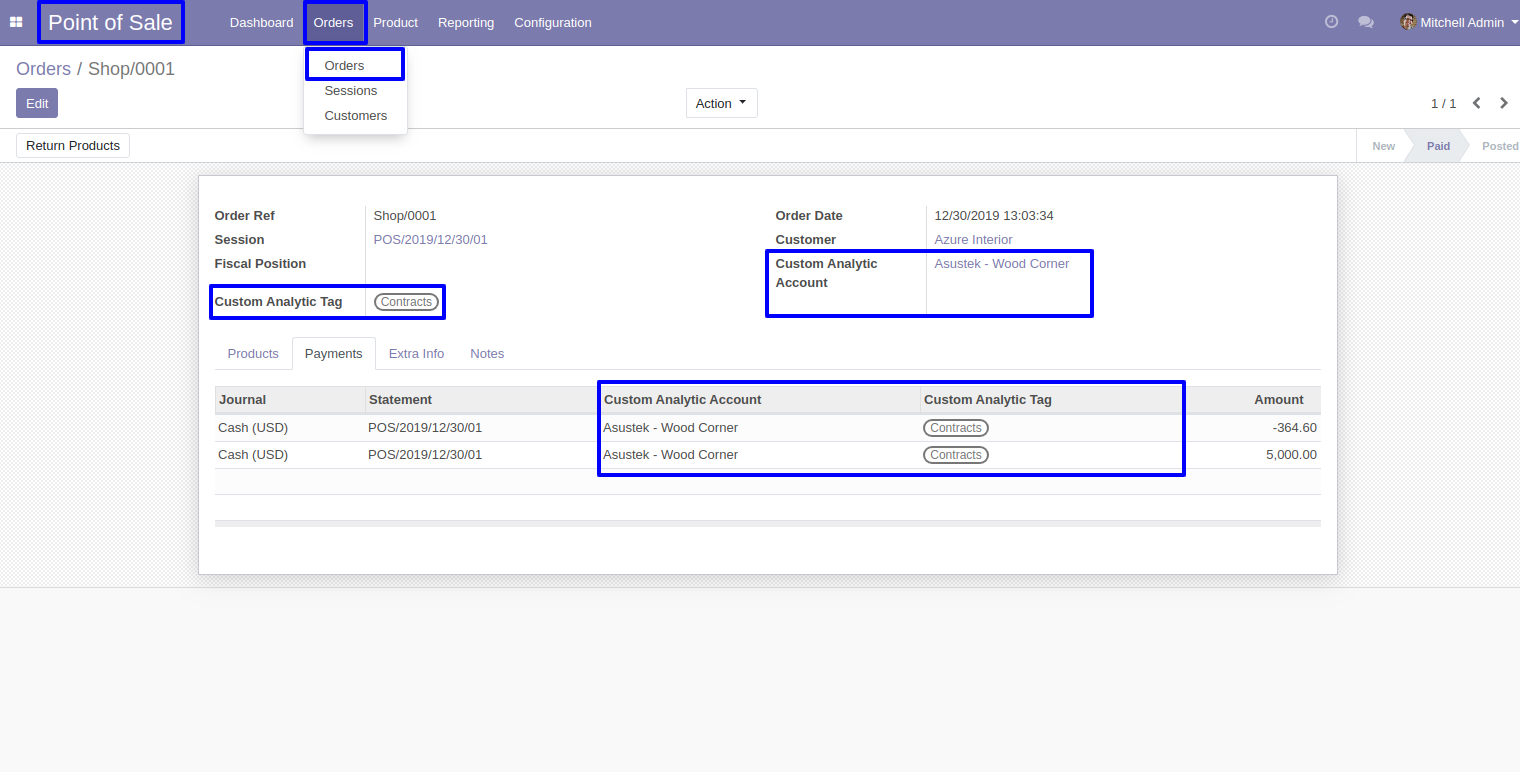 Point of Sale Dashboard Orders Product Reporting Configuration Mitchell Admin
Orders
Sessions
Customers
Orders / Shop/0001
Edit Action 1 / 1
Return Products New Paid Posted
Order Ref Shop/0001 Order Date 12/30/2019 13:03:34
Session POS/2019/12/30/01 Customer Azure Interior
Fiscal Position Custom Analytic Asustek - Wood Corner
Account
Custom Analytic Tag Contracts
Products Payments Extra Info Notes
Journal Statement Custom Analytic Account Custom Analytic Tag Amount
Cash (USD) POS/2019/12/30/01 Asustek - Wood Corner Contracts -364.60
Cash (USD) POS/2019/12/30/01 Asustek - Wood Corner Contracts 5,000.00